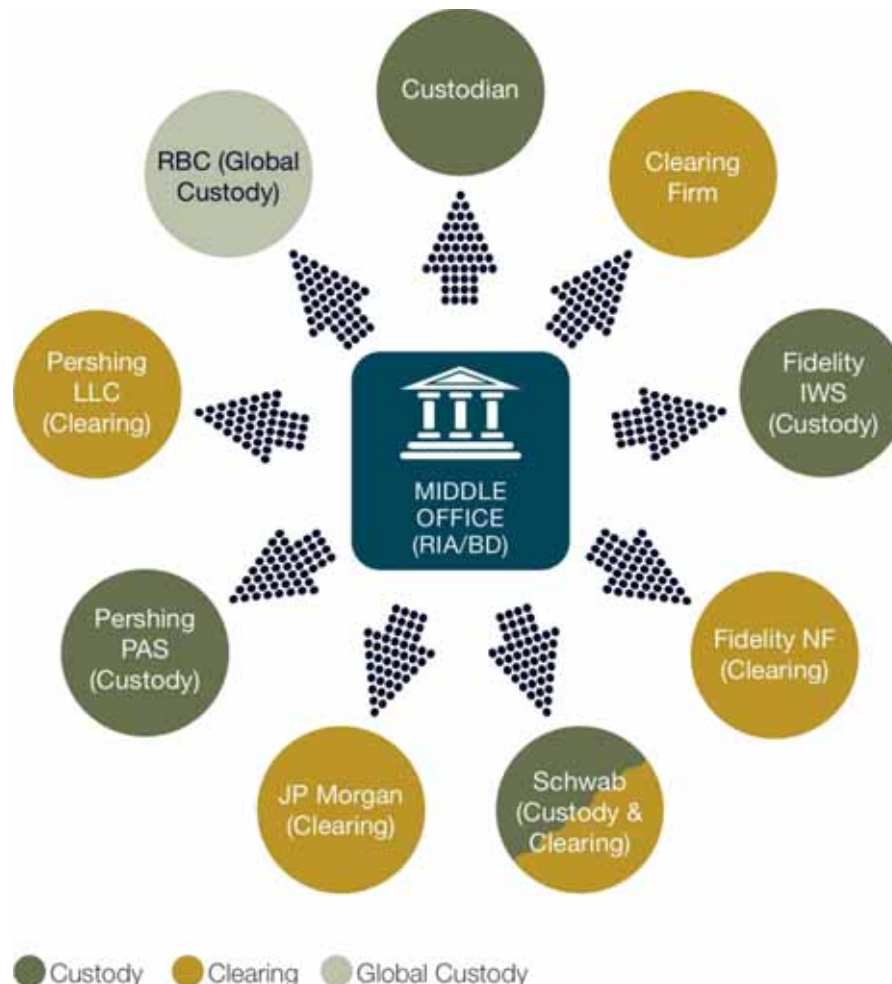 Custodian
RBC (Global
Custody)
Clearing
Firm
Pershing
LLC
(Clearing)
Fidelity
IWS
(Custody)
MIDDLE
OFFICE
(RIA/BD)
Pershing
PAS
(Custody)
Fidelity NF
(Clearing)
JP Morgan
(Clearing)
Schwab
(Custody &
Clearing)
Custody
Clearing
Global Custody